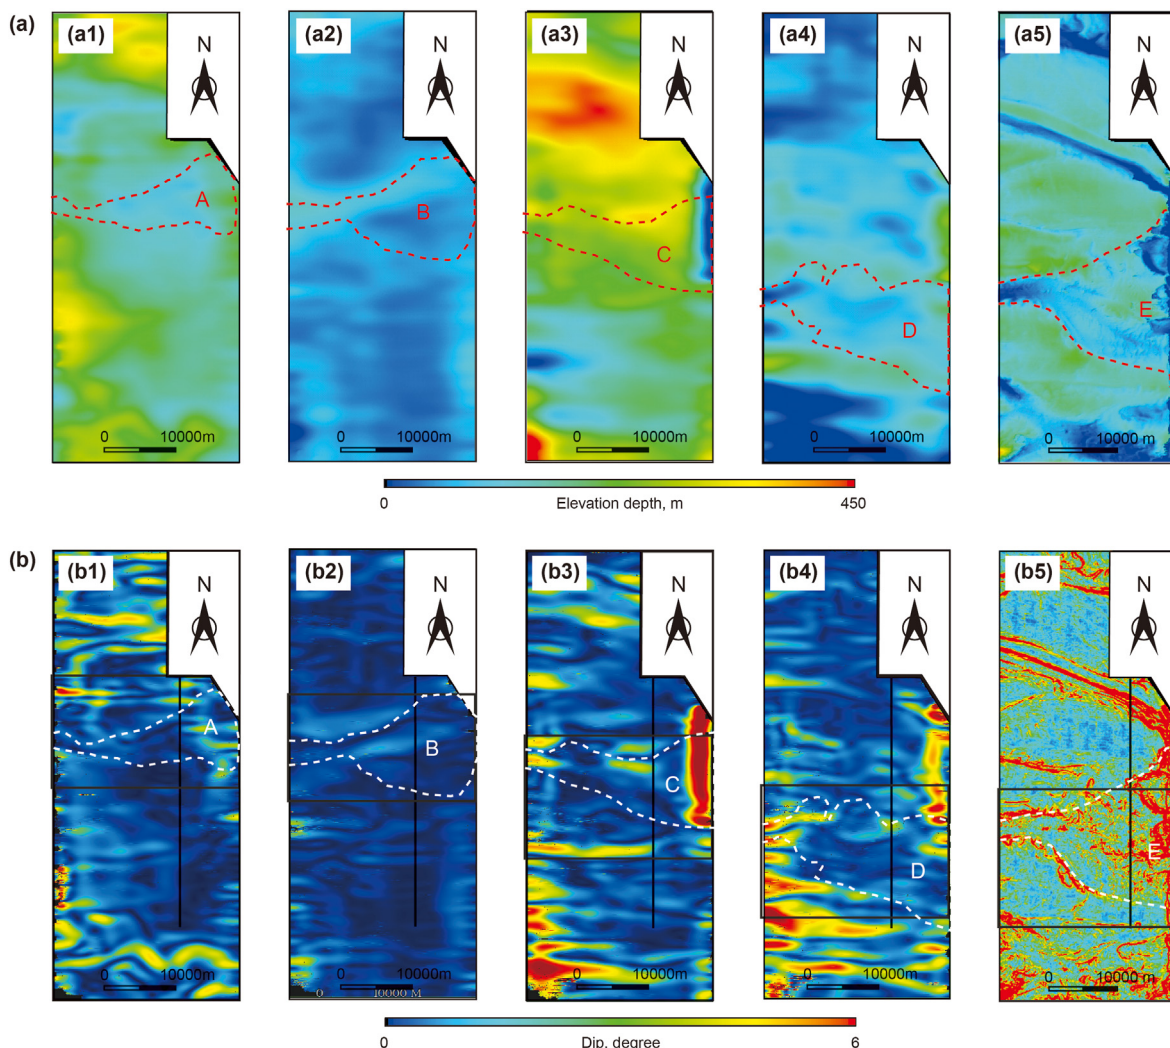 (a)
(a1)
N
A
0 10000m
(a2)
N
B
0 10000m
(a3)
N
C
0 10000m
(a4)
N
D
0 10000m
(a5)
N
E
0 10000 m
0 Elevation depth, m 450
(b)
(b1)
N
A
0 10000m
(b2)
N
B
0 10000m
0 10000 M
(b3)
N
C
0 10000m
(b4)
N
D
0 10000m
(b5)
N
E
0 10000 m
0 Dip, degree 6